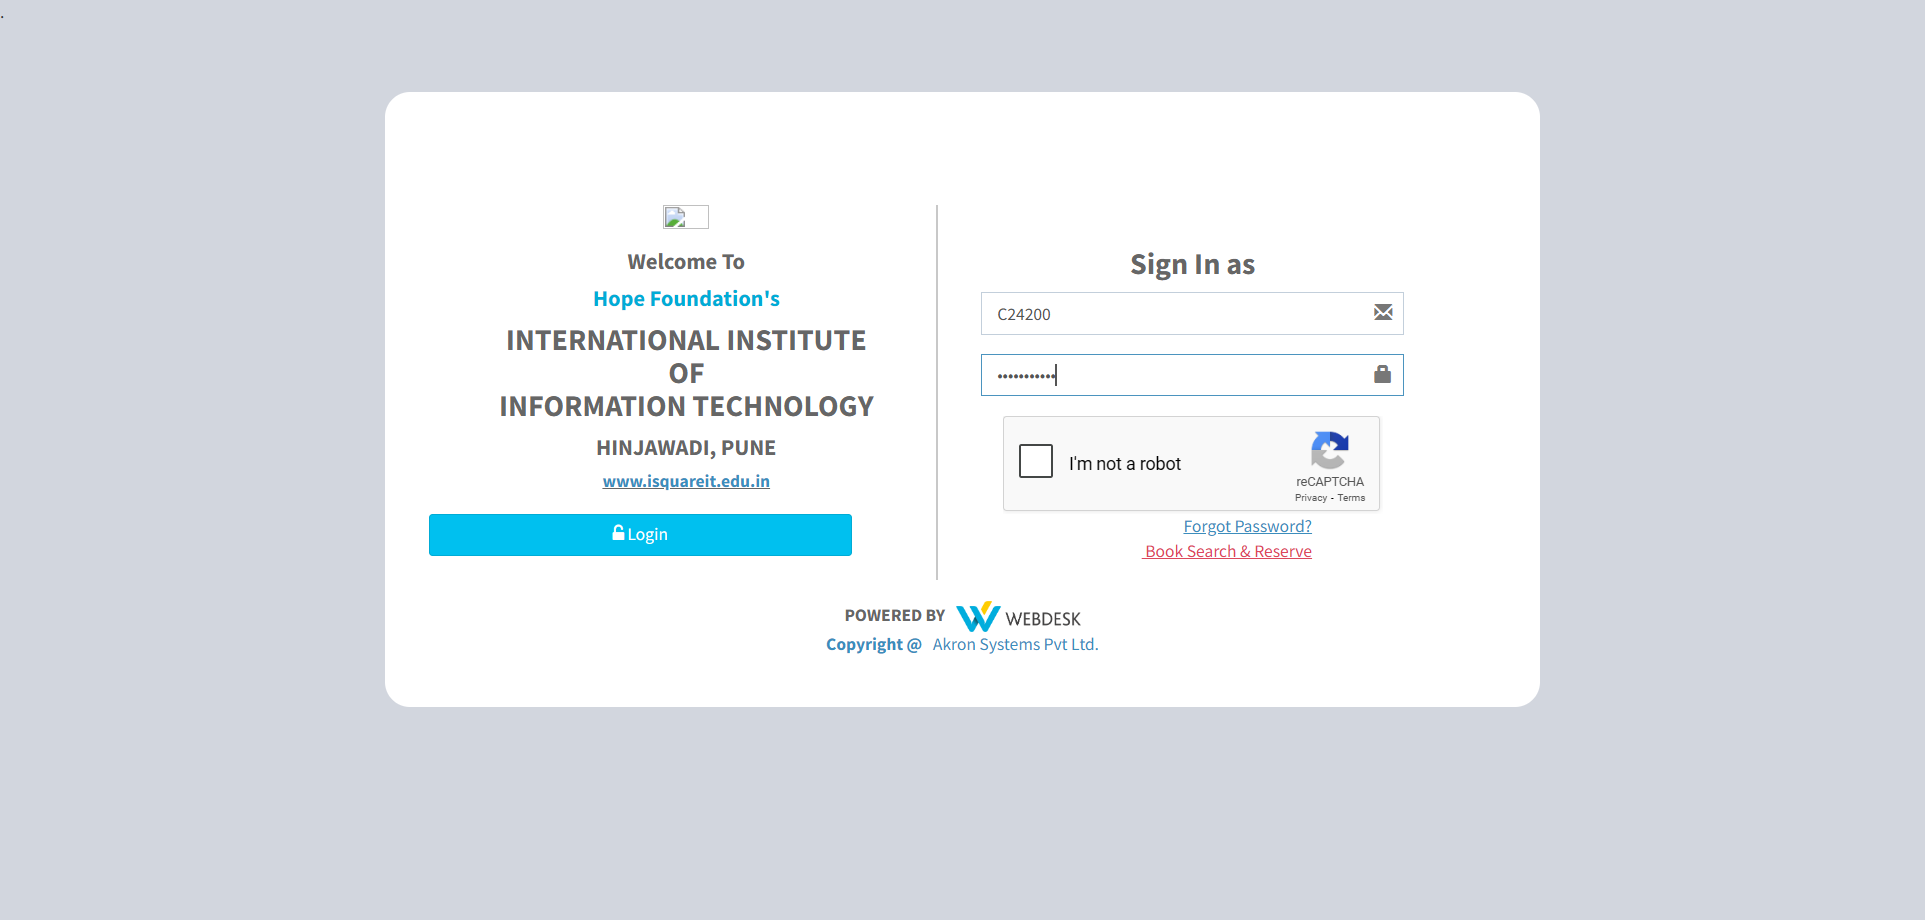 .
Welcome To
Hope Foundation's
INTERNATIONAL INSTITUTE
OF
INFORMATION TECHNOLOGY
HINJAWADI, PUNE
www.isquareit.edu.in
Login
Sign In as
C24200
•••••••••••
I'm not a robot
reCAPTCHA
Privacy - Terms
Forgot Password?
Book Search & Reserve
POWERED BY WEBDESK
Copyright @ Akron Systems Pvt Ltd.